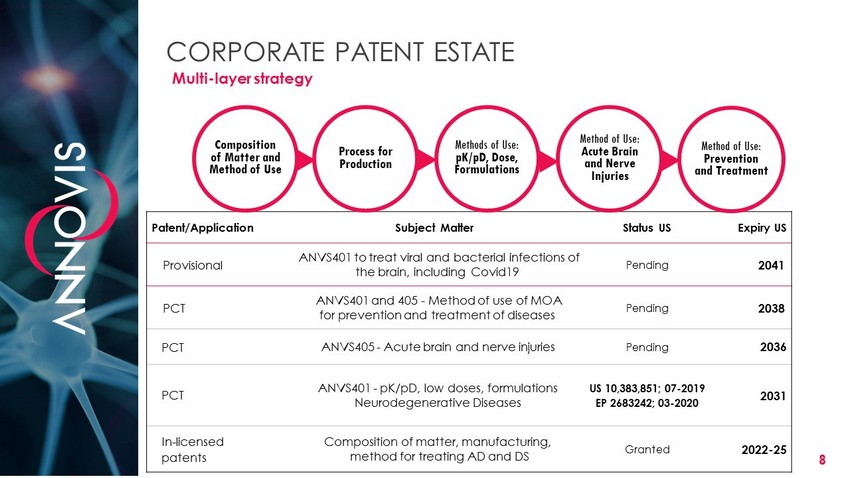 ANNOVIS
CORPORATE PATENT ESTATE
Multi-layer strategy
Composition
of Matter and
Method of Use
Process for
Production
Methods of Use:
pK/pD, Dose,
Formulations
Method of Use:
Acute Brain
and Nerve
Injuries
Method of Use:
Prevention
and Treatment
Patent/Application Subject Matter Status US Expiry US
Provisional
ANVS401 to treat viral and bacterial infections of
the brain, including Covid19
Pending
2041
PCT
ANVS401 and 405 - Method of use of MOA
for prevention and treatment of diseases
Pending
2038
PCT
ANVS405 - Acute brain and nerve injuries
Pending
2036
PCT
ANVS401 - pK/pD, low doses, formulations
Neurodegenerative Diseases
US 10,383,851; 07-2019
EP 2683242; 03-2020
2031
In-licensed
patents
Composition of matter, manufacturing,
method for treating AD and DS
Granted
2022-25
8